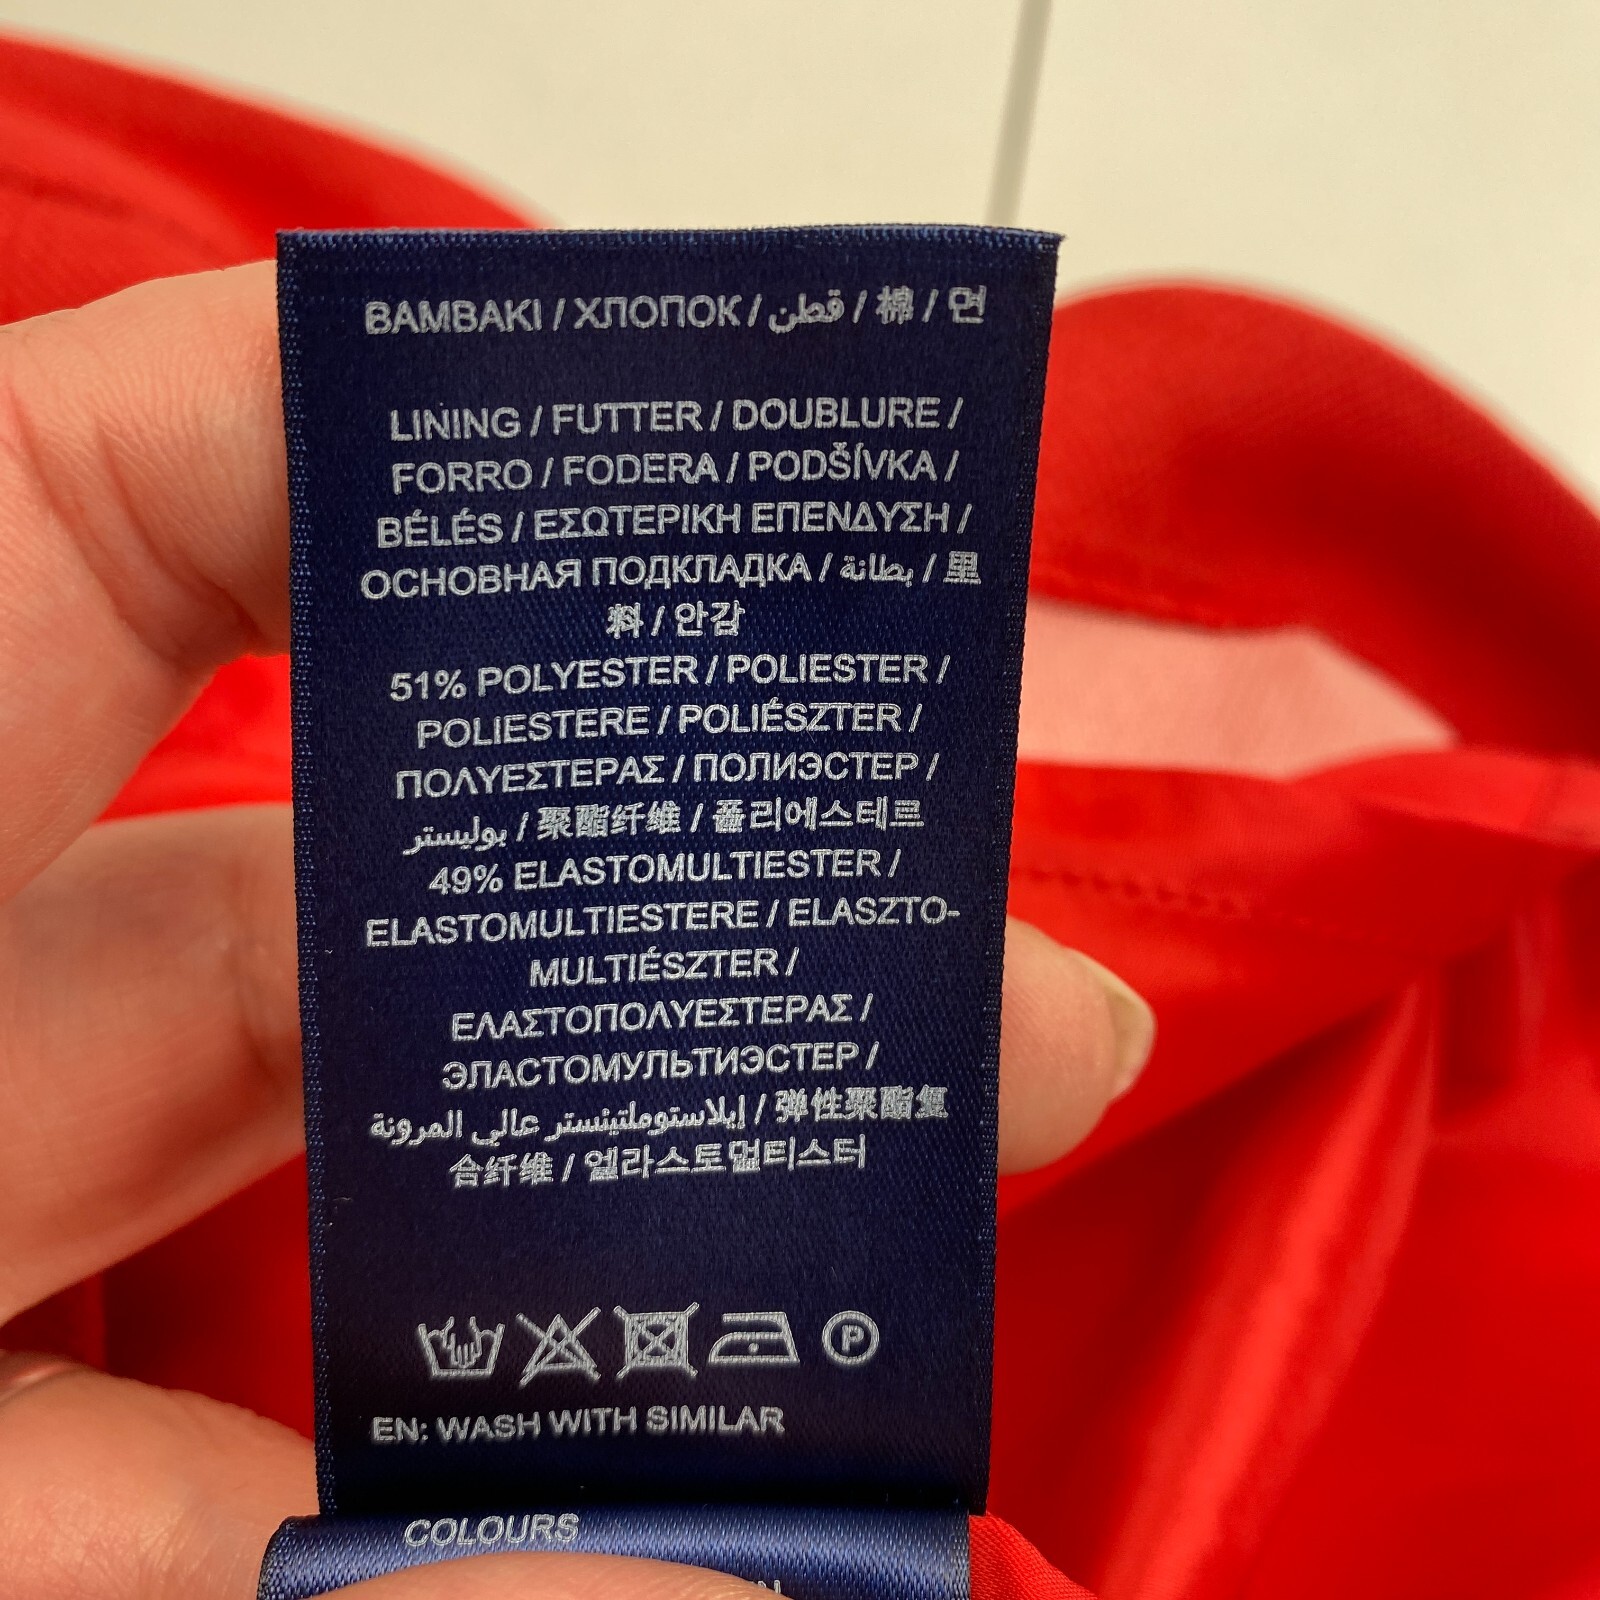 BAMBAKI / ХЛОПОК / قطن / 棉 / 면
LINING / FUTTER / DOUBLURE /
FORRO / FODERA / PODŠÍVKA /
BÉLÉS / ΕΣΩΤΕΡΙΚΗ ΕΠΕΝΔΥΣΗ /
ОСНОВНАЯ ПОДКЛАДКА / بطانة / 里
料 / 안감
51% POLYESTER / POLIESTER /
POLIESTERE / POLIÉSZTER /
ΠΟΛΥΕΣΤΕΡΑΣ / ПОЛИЭСТЕР /
بوليستر / 聚酯纤维 / 폴리에스테르
49% ELASTOMULTIESTER /
ELASTOMULTIESTERE / ELASZTO-
MULTIÉSZTER /
ΕΛΑΣΤΟΠΟΛΥΕΣΤΕΡΑΣ /
ЭЛАСТОМУЛЬТИЭСТЕР /
إيلاستوملتيئستر عالي المرونة / 弹性聚酯复
合纤维 / 엘라스토멀티스터
P
EN: WASH WITH SIMILAR
COLOURS